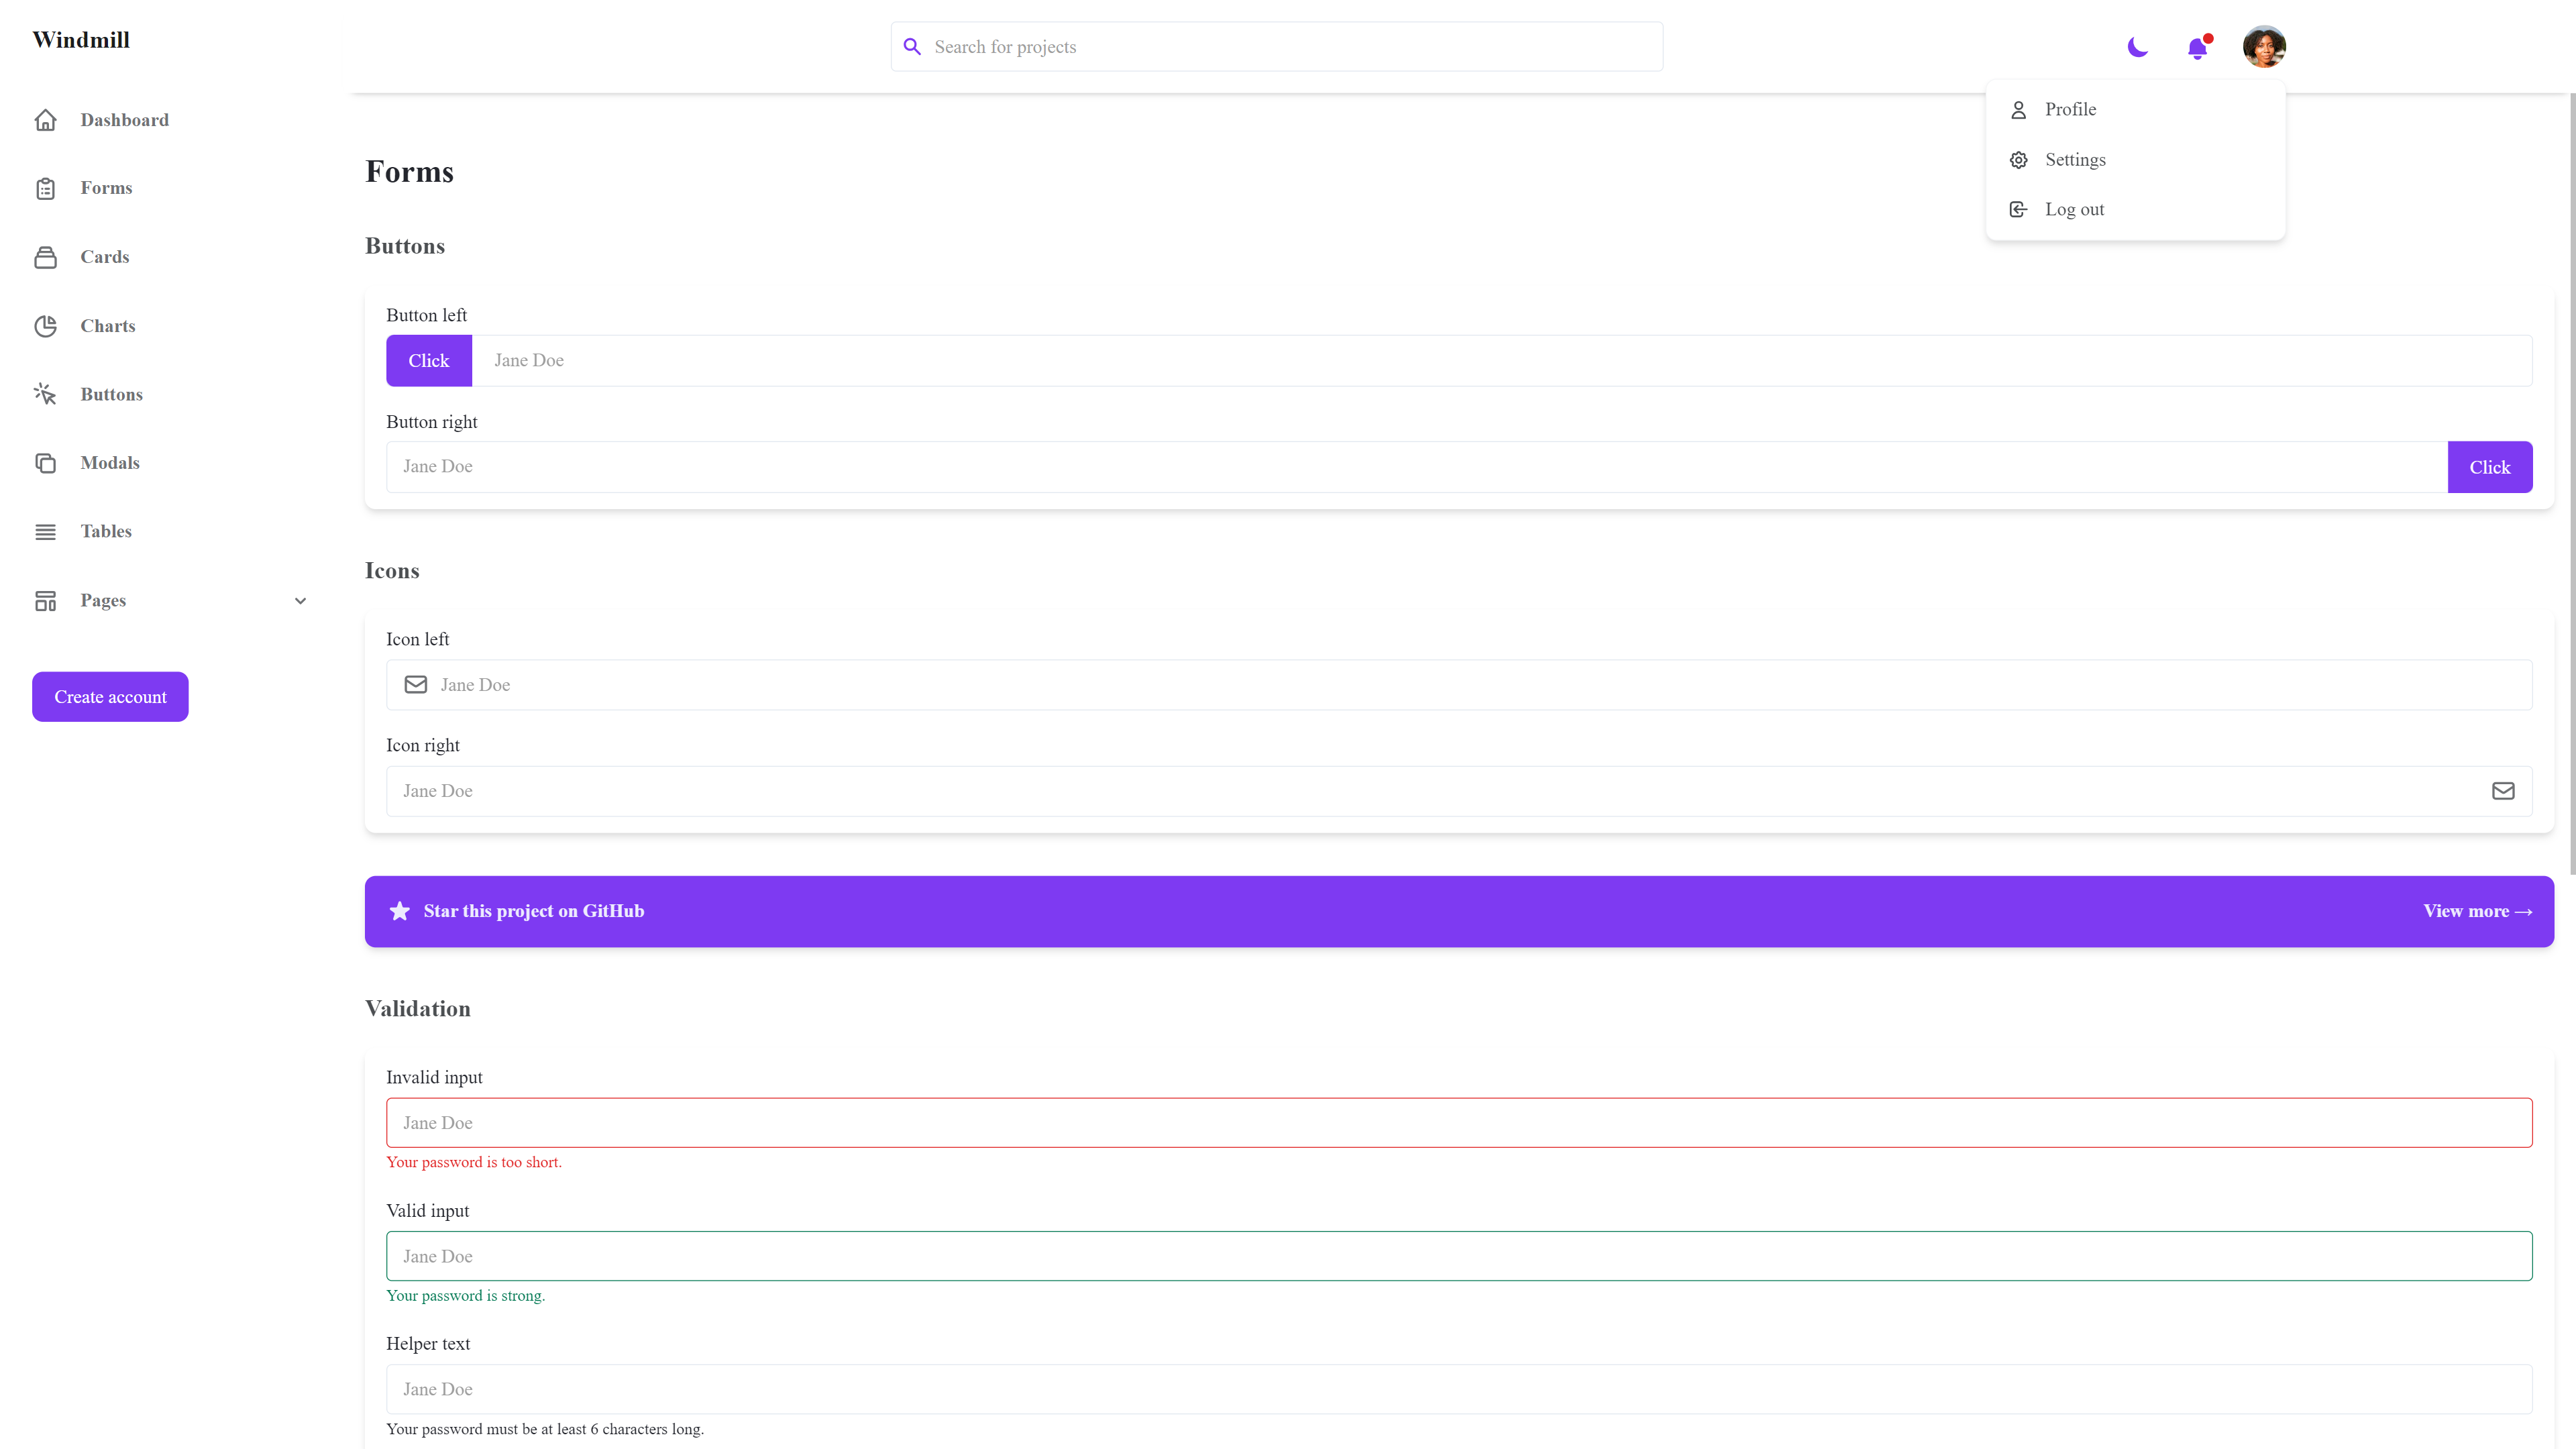 Windmill
Search for projects
Dashboard
Forms
Cards
Charts
Buttons
Modals
Tables
Pages
Create account
Profile
Settings
Log out
Forms
Buttons
Button left
Click
Jane Doe
Button right
Jane Doe
Click
Icons
Icon left
Jane Doe
Icon right
Jane Doe
Star this project on GitHub
View more →
Validation
Invalid input
Jane Doe
Your password is too short.
Valid input
Jane Doe
Your password is strong.
Helper text
Jane Doe
Your password must be at least 6 characters long.